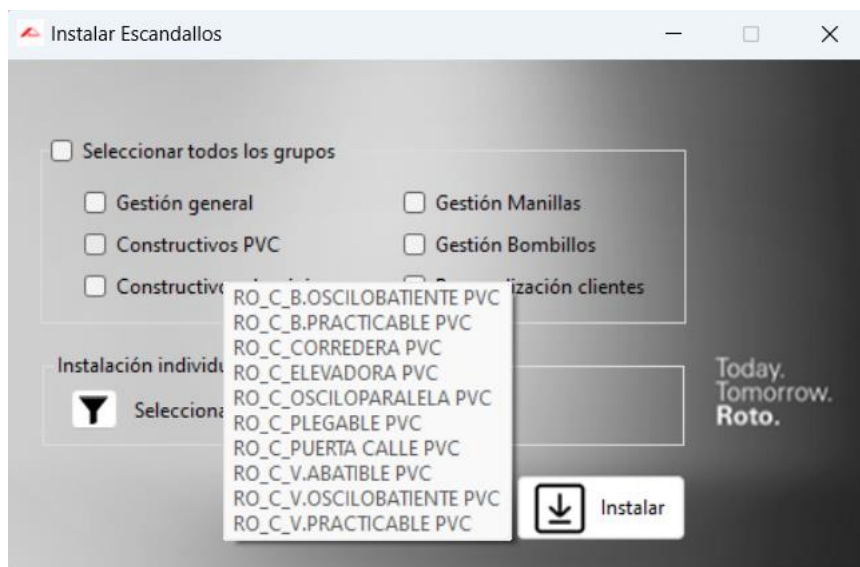 Instalar Escandallos
Seleccionar todos los grupos
Gestión general
Gestión Manillas
Constructivos PVC
Gestión Bombillos
RO_C_B.OSCILOBATIENTE PVC
RO_C_B.PRACTICABLE PVC
RO_C_CORREDERA PVC
RO_C_ELEVADORA PVC
RO_C_OSCILOPARALELA PVC
RO_C_PLEGABLE PVC
RO_C_PUERTA CALLE PVC
RO_C_V.ABATIBLE PVC
RO_C_V.OSCILOBATIENTE PVC
RO_C_V.PRACTICABLE PVC
clientes
Instalación
Today.
Tomorrow.
Roto.
Instalar